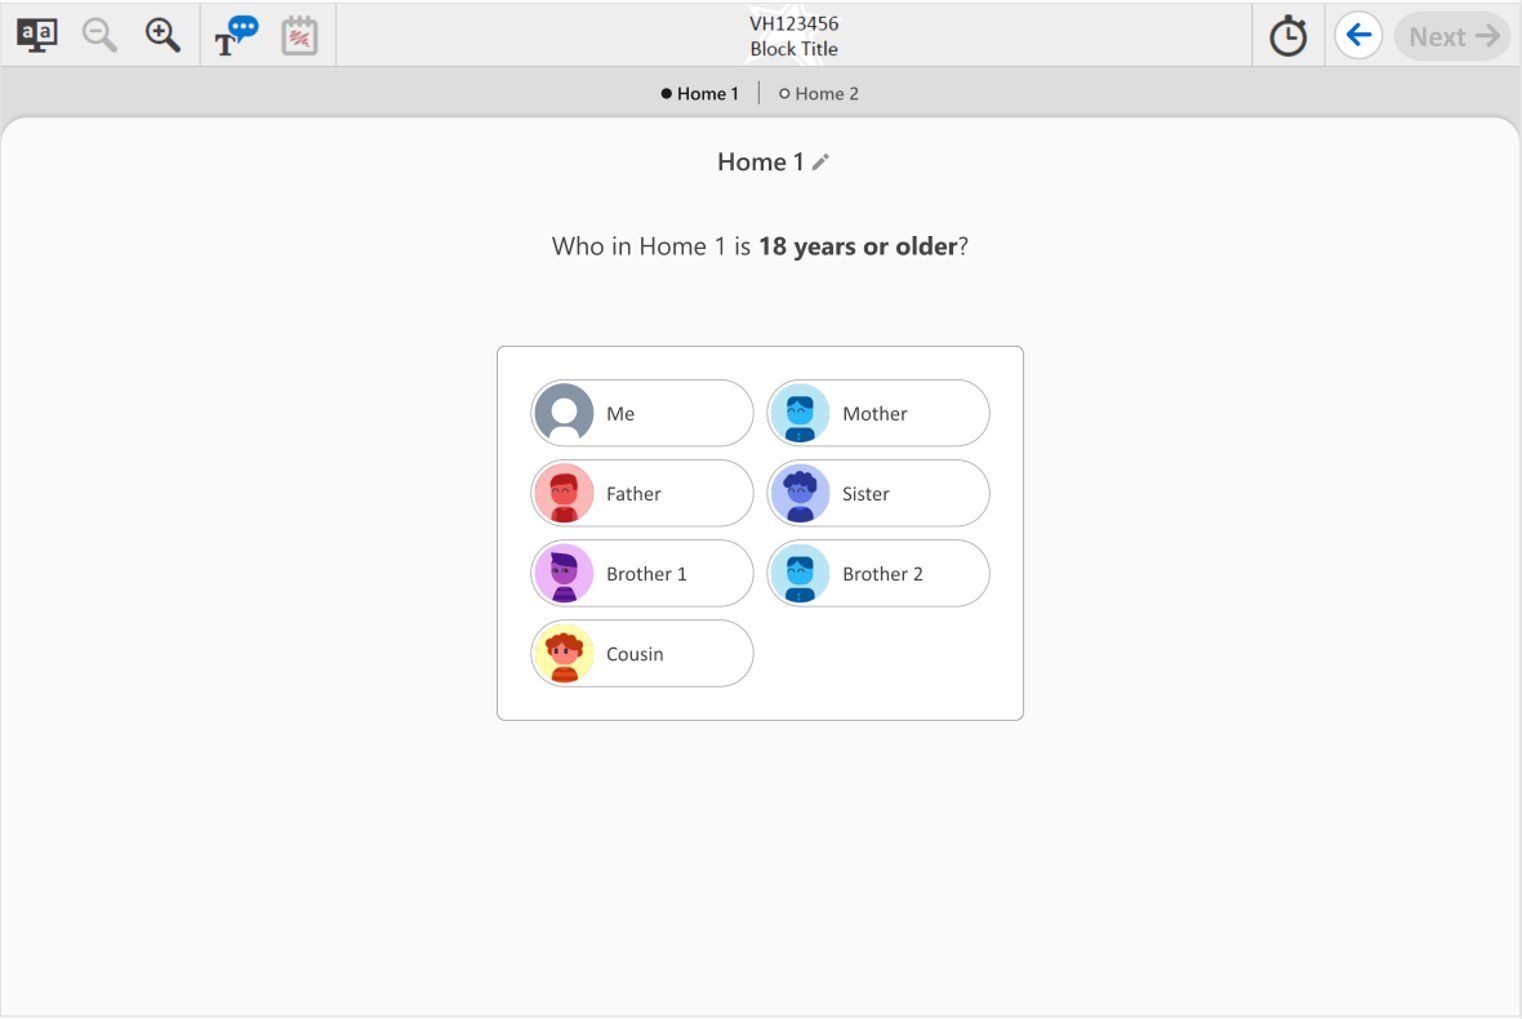 aa
T
VH123456
Block Title
Next
Home 1
Home 2
Home 1
Who in Home 1 is 18 years or older?
Me
Mother
Father
Sister
Brother 1
Brother 2
Cousin